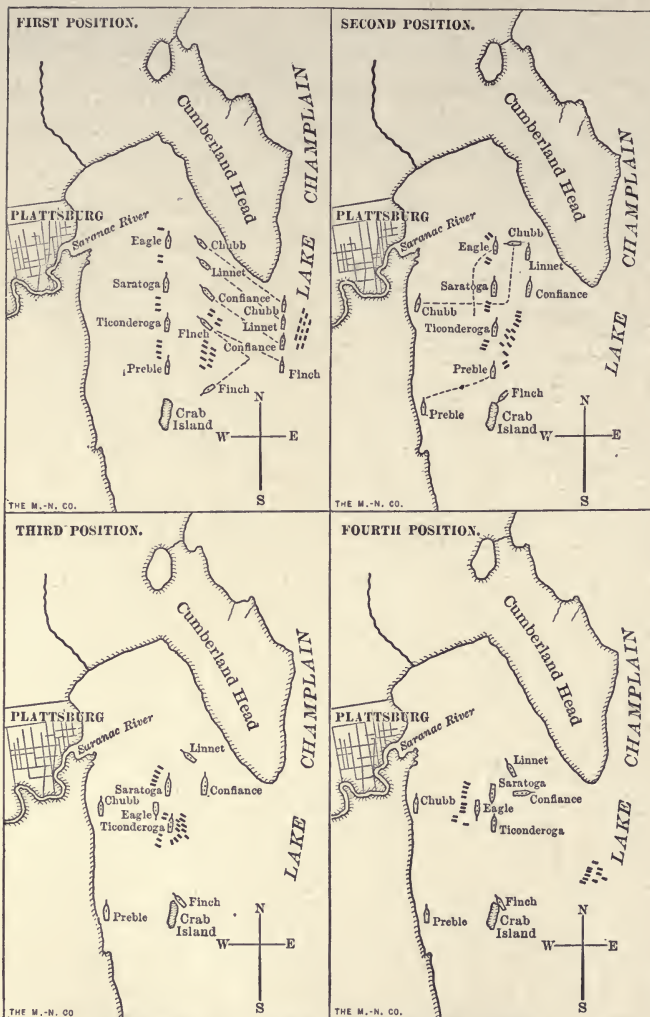 FIRST POSITION.
Cumberland Head
LAKE CHAMPLAIN
PLATTSBURG
Saranac River
Eagle
Chubb
Linnet
Saratoga
Confiance
Chubb
Ticonderoga
Linnet
Finch
Confiance
Preble
Finch
Finch
Crab
Island
N
W
E
S
THE M.-N. CO.
SECOND POSITION.
Cumberland Head
LAKE CHAMPLAIN
PLATTSBURG
Saranac River
Chubb
Eagle
Linnet
Saratoga
Confiance
Chubb
Ticonderoga
Preble
Finch
Preble
Crab
Island
N
W
E
S
THE M.-N. CO.
THIRD POSITION.
Cumberland Head
LAKE CHAMPLAIN
PLATTSBURG
Saranac River
Linnet
Saratoga
Confiance
Chubb
Eagle
Ticonderoga
Finch
Preble
Crab
Island
N
W
E
S
THE M.-N. CO
FOURTH POSITION.
Cumberland Head
LAKE CHAMPLAIN
PLATTSBURG
Saranac River
Linnet
Saratoga
Confiance
Chubb
Eagle
Ticonderoga
Finch
Preble
Crab
Island
N
W
E
S
THE M.-N. CO.